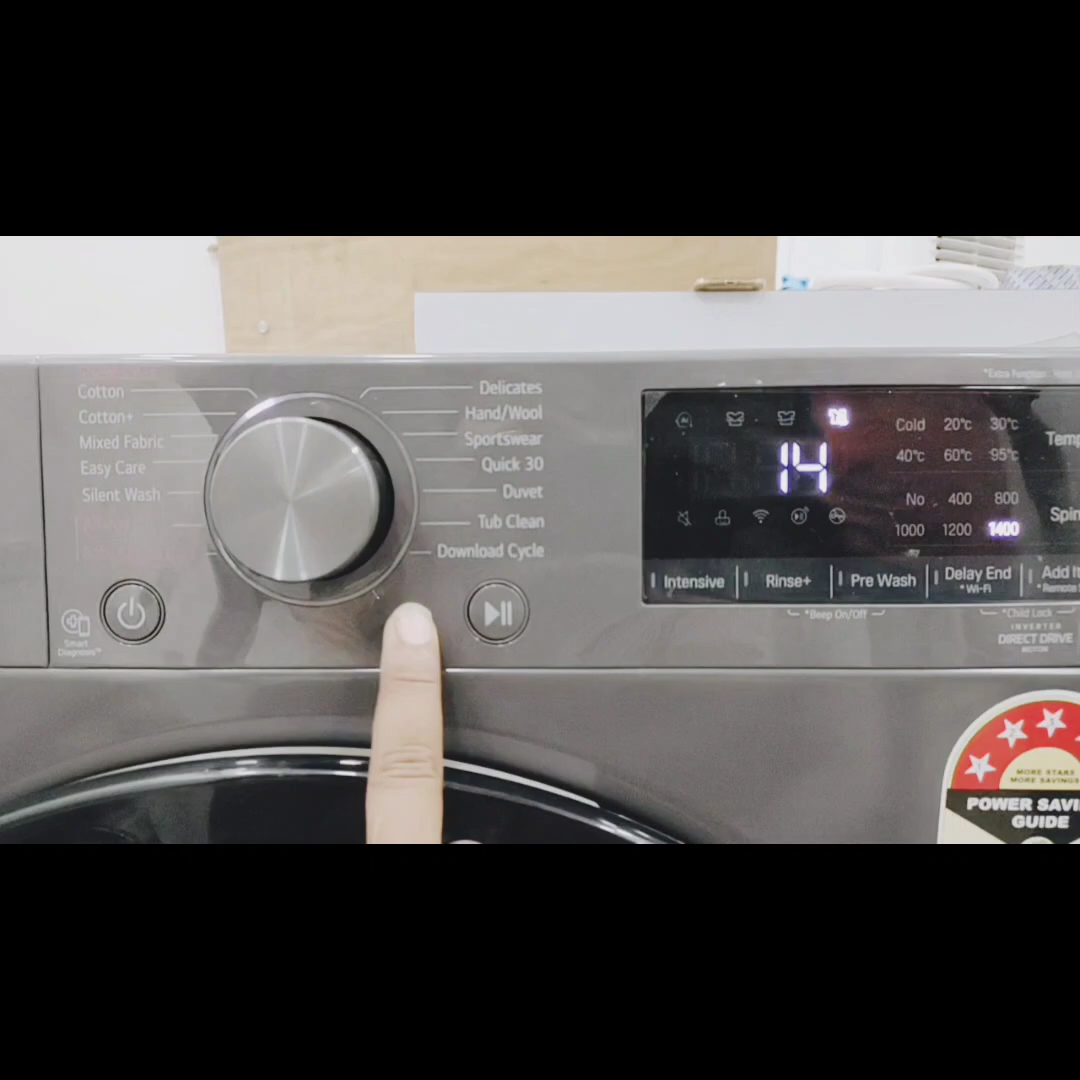 Cotton
Cotton+
Mixed Fabric
Easy Care
Silent Wash
Delicates
Hand/Wool
Sportswear
Quick 30
Duvet
Tub Clean
Download Cycle
Smart
Diagnosis™
*Extra Function
14
Cold 20°c 30°c
40°c 60°c 95°c
No 400 800
1000 1200 1400
Intensive
Rinse+
Pre Wash
Delay End
*Wi-Fi
Add
*Remote
*Beep On/Off
*Child Lock
INVERTER
DIRECT DRIVE
MOTOR
MORE STARS
MORE SAVINGS
POWER SAVI
GUIDE